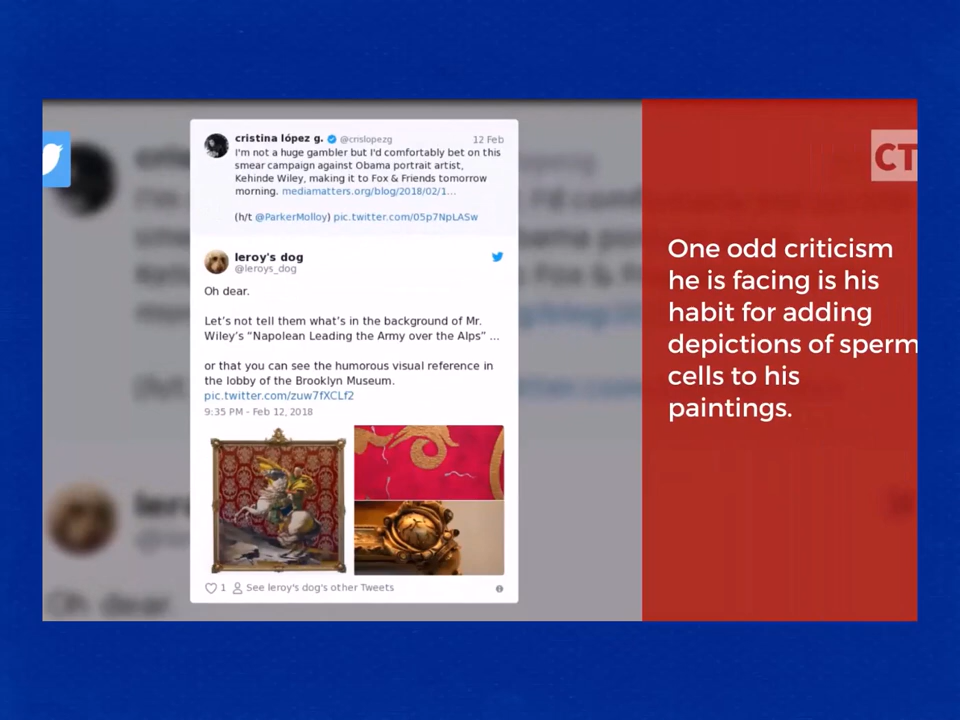 cristina lópez g. @crislopezg 12 Feb
I'm not a huge gambler but I'd comfortably bet on this
smear campaign against Obama portrait artist,
Kehinde Wiley, making it to Fox & Friends tomorrow
morning. mediamatters.org/blog/2018/02/1...
(h/t @ParkerMolloy) pic.twitter.com/05p7NpLASw
leroy's dog
@leroys_dog
Oh dear.
Let's not tell them what's in the background of Mr.
Wiley's "Napolean Leading the Army over the Alps" ...
or that you can see the humorous visual reference in
the lobby of the Brooklyn Museum.
pic.twitter.com/zuw7fXCLf2
9:35 PM - Feb 12, 2018
1 See leroy's dog's other Tweets
CT
One odd criticism
he is facing is his
habit for adding
depictions of sperm
cells to his
paintings.